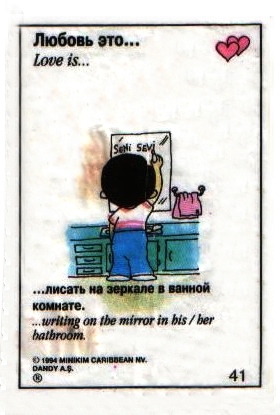 Любовь это...
Love is...
SENİ SEVİ
...писать на зеркале в ванной
комнате.
...writing on the mirror in his / her
bathroom.
© 1994 MINIKIM CARIBBEAN NV.
DANDY A.Ş.
®
41